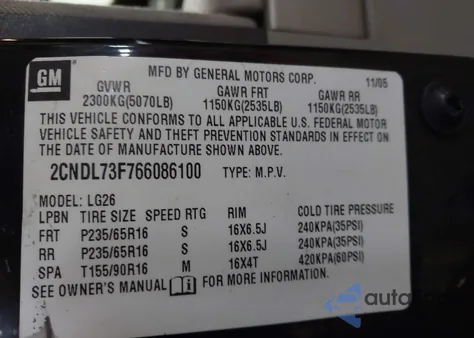 GM
MFD BY GENERAL MOTORS CORP. 11/05
GVWR GAWR FRT GAWR RR
2300KG(5070LB) 1150KG(2535LB) 1150KG(2535LB)
THIS VEHICLE CONFORMS TO ALL APPLICABLE U.S. FEDERAL MOTOR
VEHICLE SAFETY AND THEFT PREVENTION STANDARDS IN EFFECT ON
THE DATE OF MANUFACTURE SHOWN ABOVE.
2CNDL73F766086100 TYPE: M.P.V.
MODEL: LG26
LPBN TIRE SIZE SPEED RTG RIM COLD TIRE PRESSURE
FRT P235/65R16 S 16X6.5J 240KPA(35PSI)
RR P235/65R16 S 16X6.5J 240KPA(35PSI)
SPA T155/90R16 M 16X4T 420KPA(60PSI)
SEE OWNER'S MANUAL FOR MORE INFORMATION.